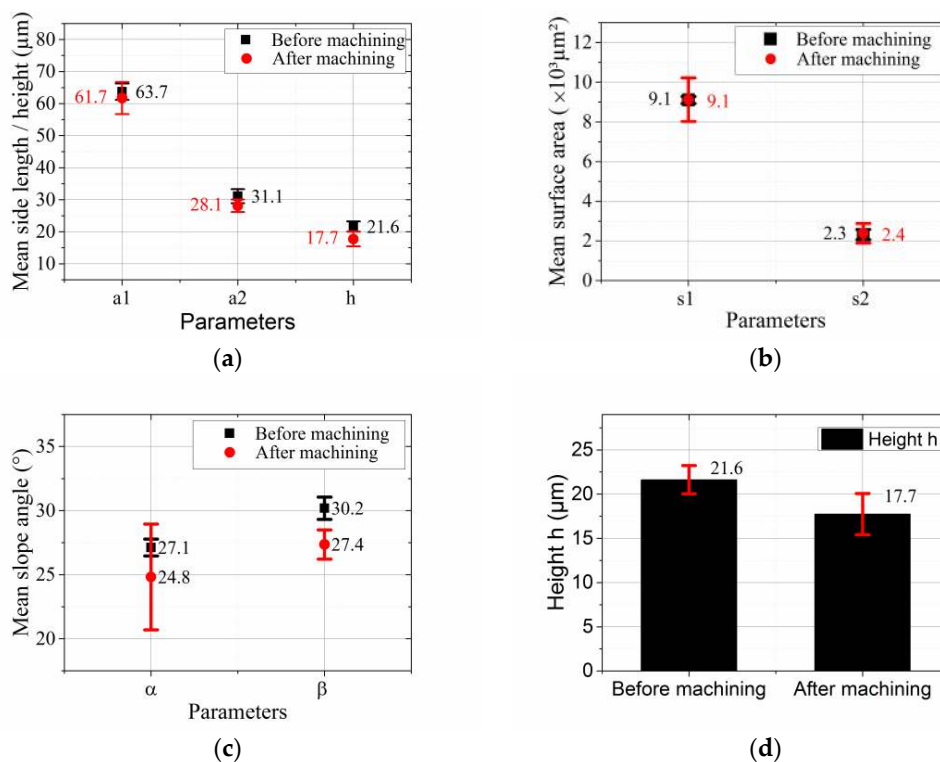 80
70
60
50
40
30
20
10
Mean side length / height (μm)
Before machining
After machining
61.7
63.7
28.1
31.1
17.7
21.6
a1 a2 h
Parameters
(a)
12
10
8
6
4
2
0
Mean surface area ( ×10³μm²)
Before machining
After machining
9.1
9.1
2.3
2.4
s1 s2
Parameters
(b)
35
30
25
20
Mean slope angle (°)
Before machining
After machining
27.1
24.8
30.2
27.4
α β
Parameters
(c)
25
20
15
10
5
0
Height h (μm)
Height h
21.6
17.7
Before machining After machining
(d)